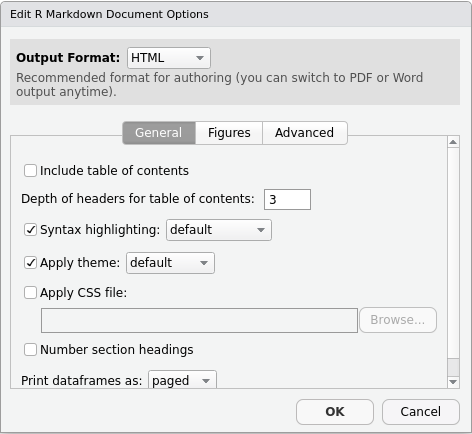 Edit R Markdown Document Options
Output Format: HTML
Recommended format for authoring (you can switch to PDF or Word
output anytime).
General Figures Advanced
Include table of contents
Depth of headers for table of contents: 3
Syntax highlighting: default
Apply theme: default
Apply CSS file:
Browse...
Number section headings
Print dataframes as: paged
OK Cancel